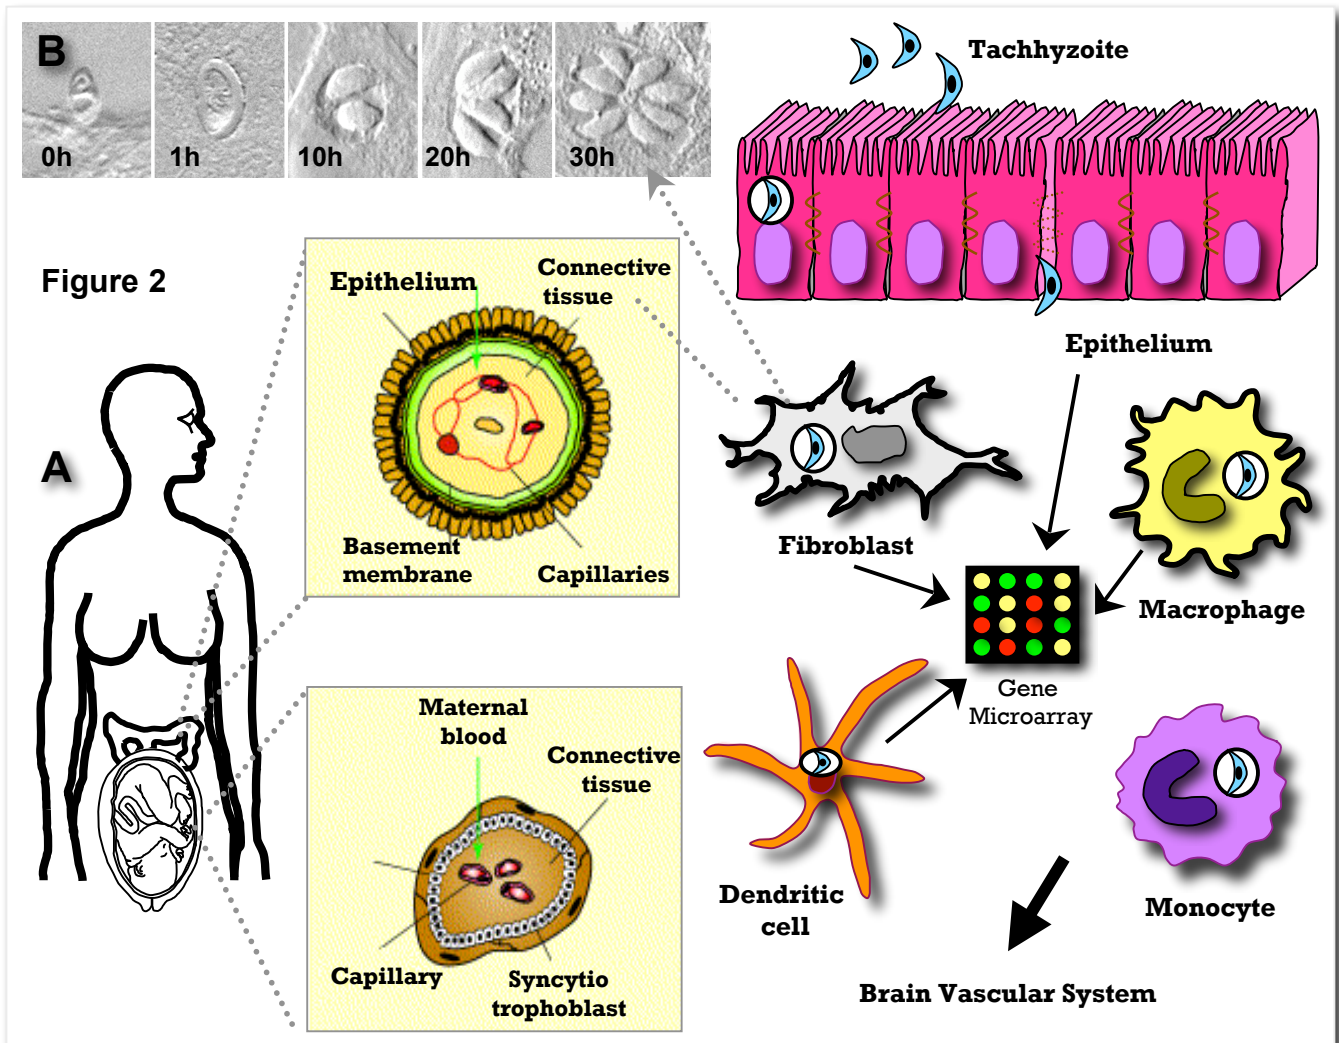 B
0h
1h
10h
20h
30h
Tachhyzoite
Figure 2
Epithelium
Connective
tissue
Basement
membrane
Capillaries
Epithelium
A
Fibroblast
Macrophage
Gene
Microarray
Maternal
blood
Connective
tissue
Capillary
Syncytio
trophoblast
Dendritic
cell
Monocyte
Brain Vascular System